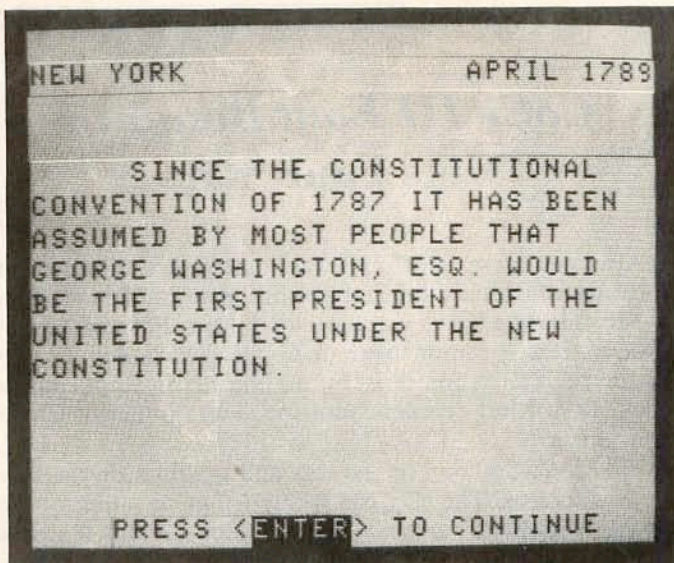 NEW YORK APRIL 1789
SINCE THE CONSTITUTIONAL
CONVENTION OF 1787 IT HAS BEEN
ASSUMED BY MOST PEOPLE THAT
GEORGE WASHINGTON, ESQ. WOULD
BE THE FIRST PRESIDENT OF THE
UNITED STATES UNDER THE NEW
CONSTITUTION.
PRESS <ENTER> TO CONTINUE